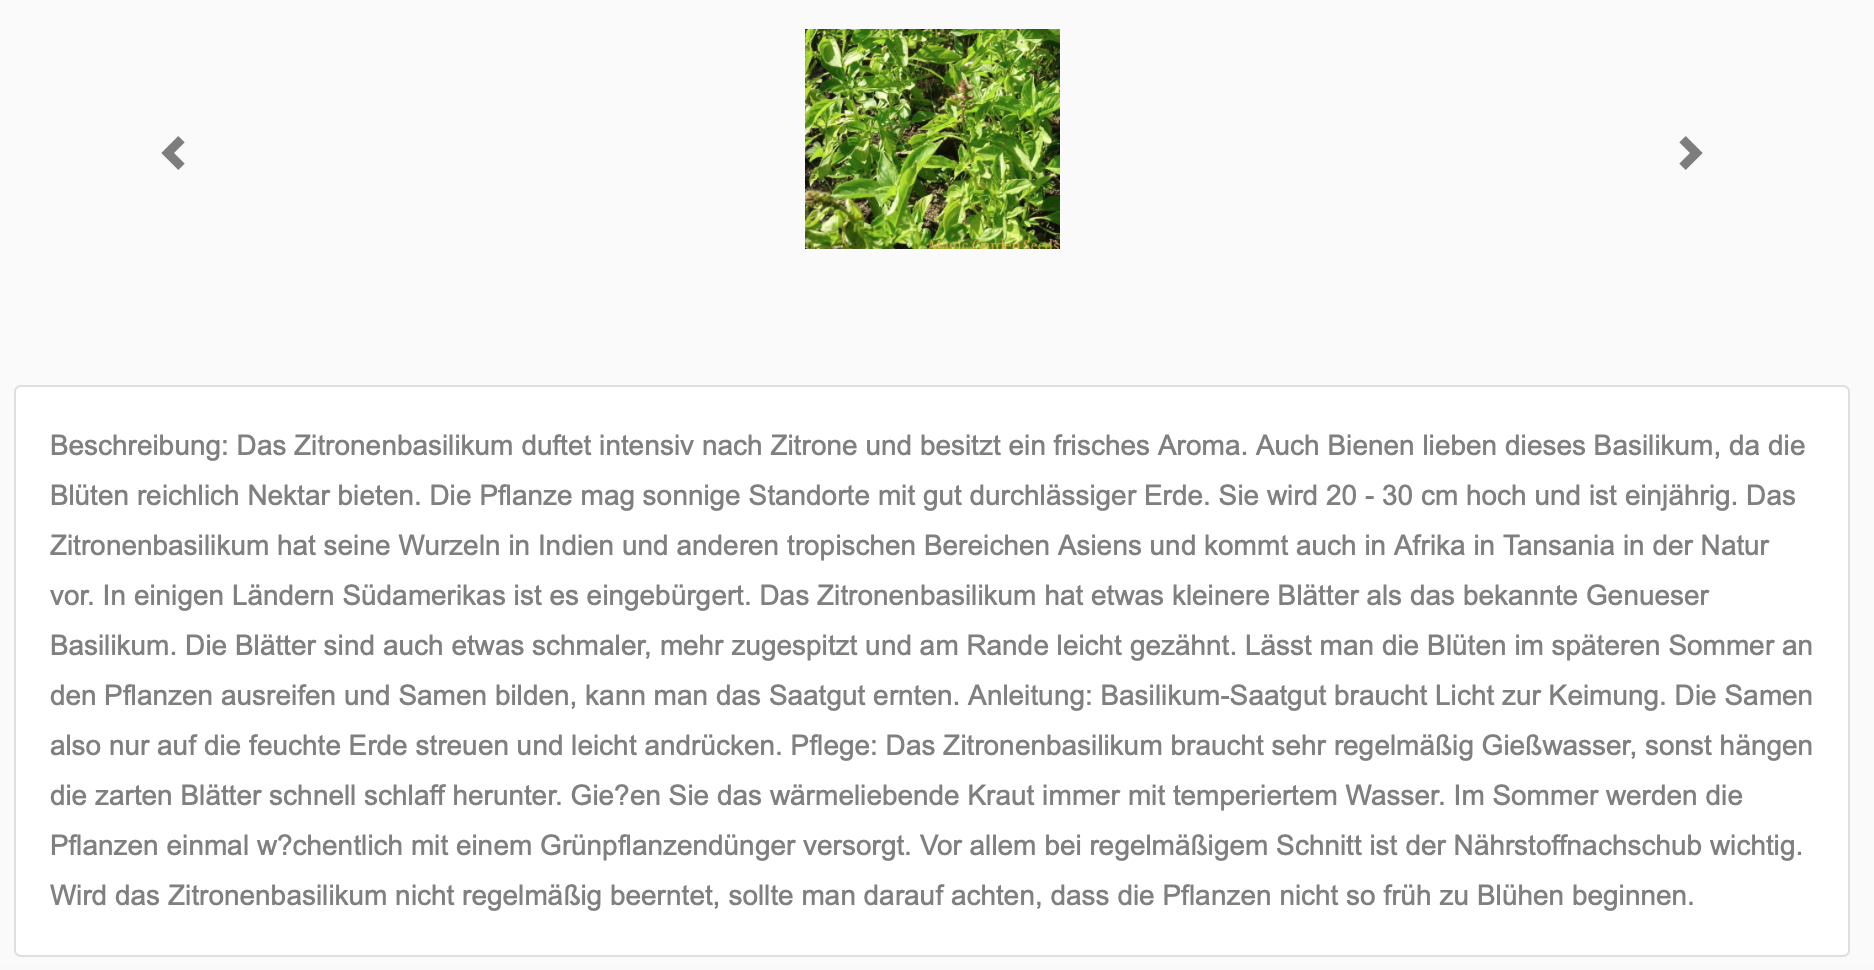 Beschreibung: Das Zitronenbasilikum duftet intensiv nach Zitrone und besitzt ein frisches Aroma. Auch Bienen lieben dieses Basilikum, da die
Blüten reichlich Nektar bieten. Die Pflanze mag sonnige Standorte mit gut durchlässiger Erde. Sie wird 20 - 30 cm hoch und ist einjährig. Das
Zitronenbasilikum hat seine Wurzeln in Indien und anderen tropischen Bereichen Asiens und kommt auch in Afrika in Tansania in der Natur
vor. In einigen Ländern Südamerikas ist es eingebürgert. Das Zitronenbasilikum hat etwas kleinere Blätter als das bekannte Genueser
Basilikum. Die Blätter sind auch etwas schmaler, mehr zugespitzt und am Rande leicht gezähnt. Lässt man die Blüten im späteren Sommer an
den Pflanzen ausreifen und Samen bilden, kann man das Saatgut ernten. Anleitung: Basilikum-Saatgut braucht Licht zur Keimung. Die Samen
also nur auf die feuchte Erde streuen und leicht andrücken. Pflege: Das Zitronenbasilikum braucht sehr regelmäßig Gießwasser, sonst hängen
die zarten Blätter schnell schlaff herunter. Gie?en Sie das wärmeliebende Kraut immer mit temperiertem Wasser. Im Sommer werden die
Pflanzen einmal w?chentlich mit einem Grünpflanzendünger versorgt. Vor allem bei regelmäßigem Schnitt ist der Nährstoffnachschub wichtig.
Wird das Zitronenbasilikum nicht regelmäßig beerntet, sollte man darauf achten, dass die Pflanzen nicht so früh zu Blühen beginnen.